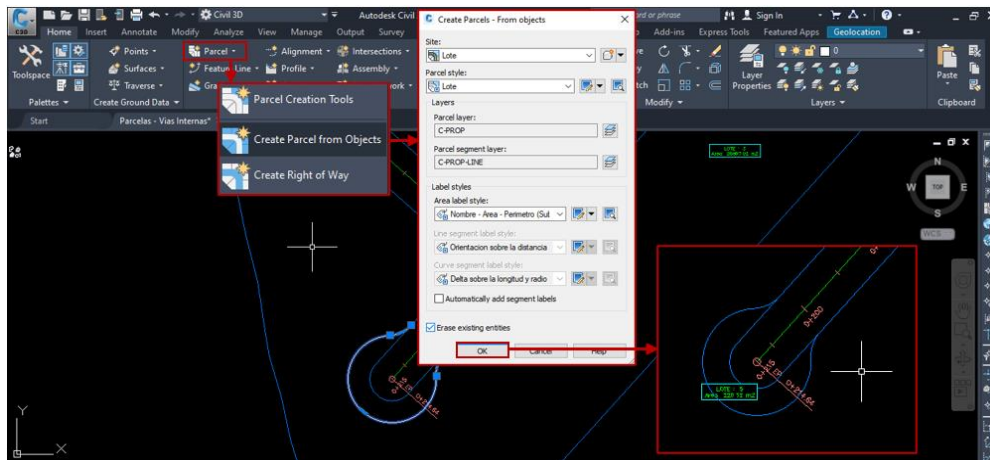 C3D
Civil 3D
Autodesk Civil
or phrase
Sign In
Home Insert Annotate Modify Analyze View Manage Output Survey
Add-ins Express Tools Featured Apps Geolocation
Toolspace
Points
Surfaces
Traverse
Parcel
Feature Line
Alignment
Profile
Intersections
Assembly
Layer Properties
0
Paste
Palettes
Create Ground Data
Modify
Layers
Clipboard
Start
Parcelas - Vias Internas*
Parcel Creation Tools
Create Parcel from Objects
Create Right of Way
Create Parcels - From objects
Site:
Lote
Parcel style:
Lote
Layers
Parcel layer:
C-PROP
Parcel segment layer:
C-PROP-LINE
Label styles
Area label style:
Nombre - Area - Perimetro (Sul
Line segment label style:
Orientacion sobre la distancia
Curve segment label style:
Delta sobre la longitud y radio
Automatically add segment labels
Erase existing entities
OK
Cancel
Help
N
W TOP E
S
WCS
0+200
LOTE : 5
Y
X